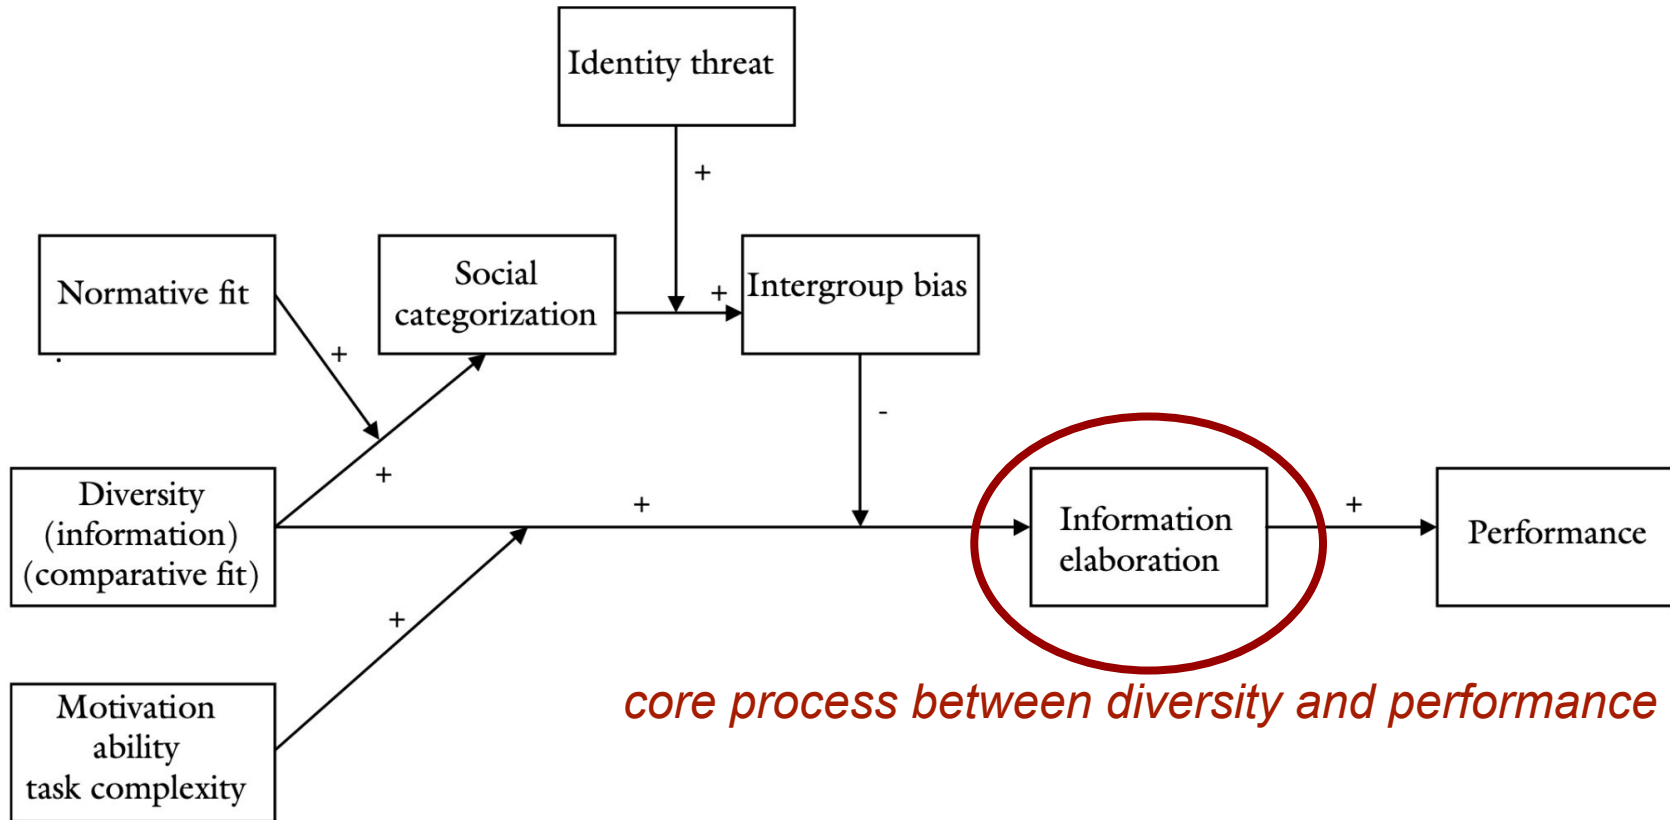 Identity threat
+
Normative fit
.
+
Social
categorization
+
Intergroup bias
+
-
Diversity
(information)
(comparative fit)
+
Information
elaboration
+
Performance
+
Motivation
ability
task complexity
core process between diversity and performance